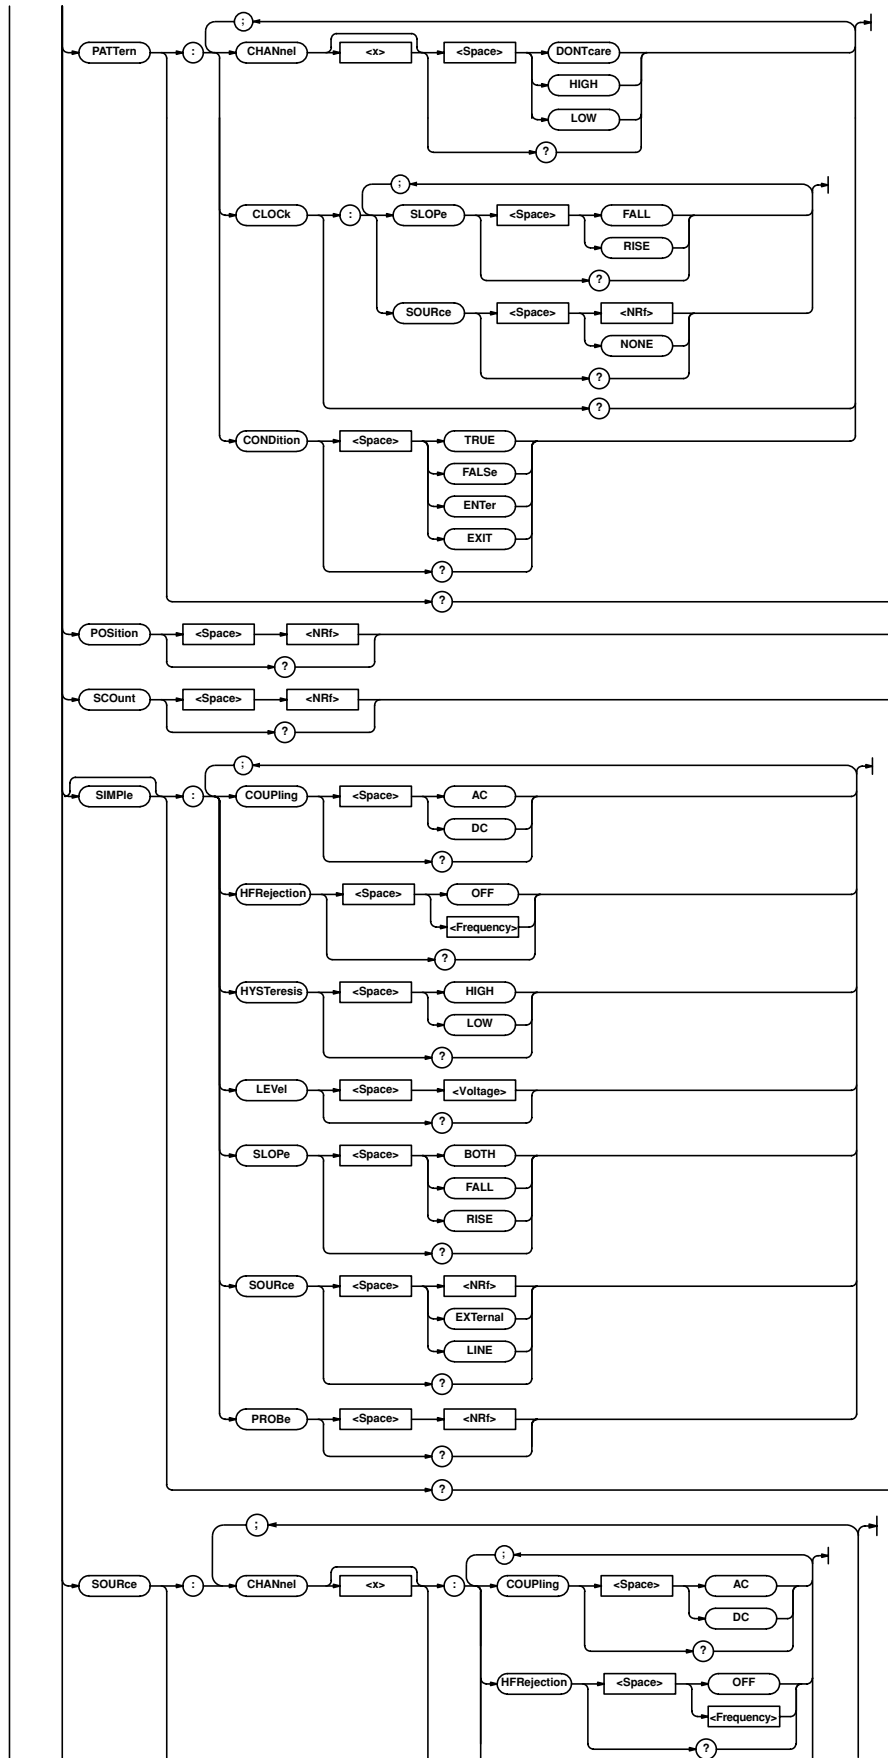 ;
PATTern : CHANnel <x> <Space> DONTcare
HIGH
LOW
?
;
CLOCk : SLOPe <Space> FALL
RISE
?
SOURce <Space> <NRf>
NONE
?
?
CONDition <Space> TRUE
FALSe
ENTer
EXIT
?
?
POSition <Space> <NRf>
?
SCOunt <Space> <NRf>
?
;
SIMPle : COUPling <Space> AC
DC
?
HFRejection <Space> OFF
<Frequency>
?
HYSTeresis <Space> HIGH
LOW
?
LEVel <Space> <Voltage>
?
SLOPe <Space> BOTH
FALL
RISE
?
SOURce <Space> <NRf>
EXTernal
LINE
?
PROBe <Space> <NRf>
?
?
;
;
SOURce : CHANnel <x> : COUPling <Space> AC
DC
?
HFRejection <Space> OFF
<Frequency>
?